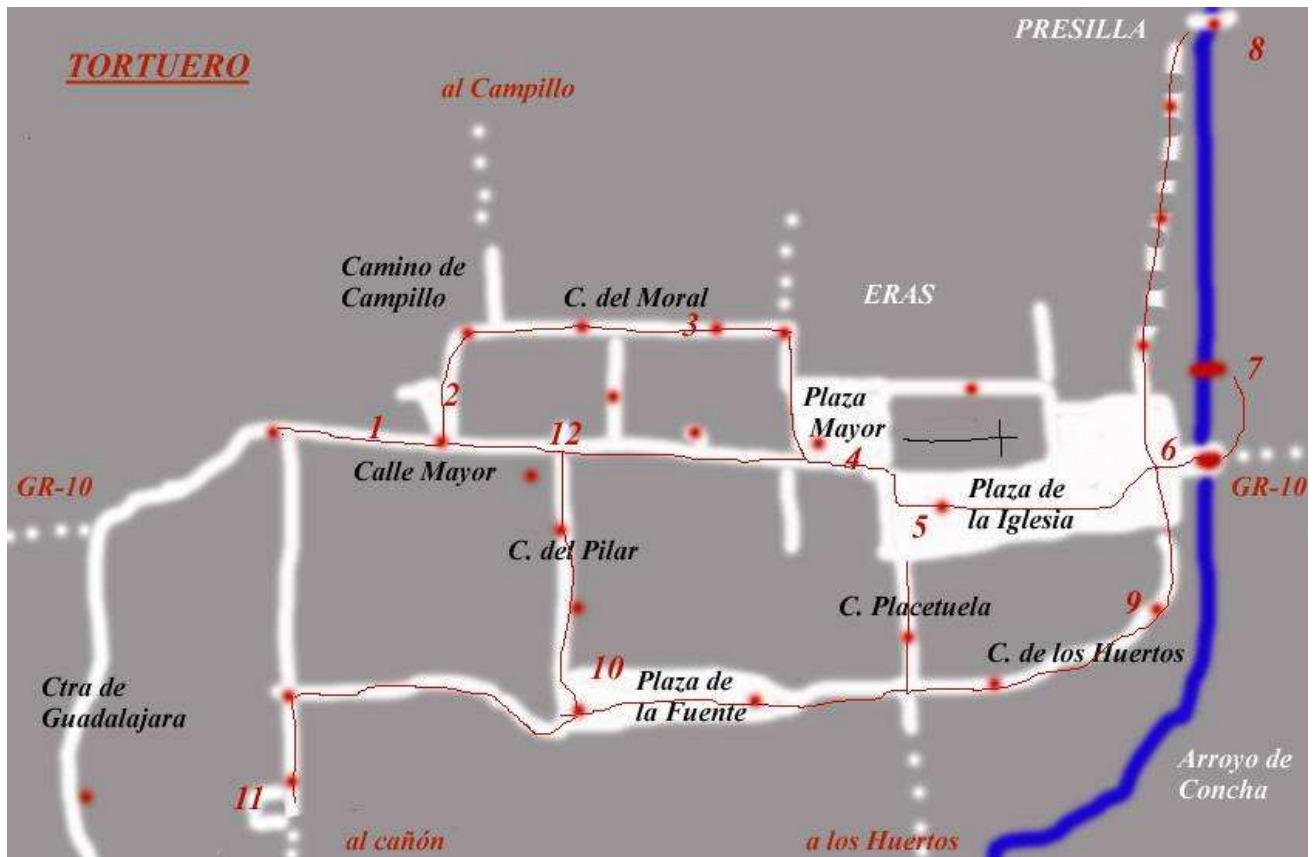 PRESILLA
8
TORTUERO
al Campillo
Camino de
Campillo
C. del Moral
ERAS
3
7
2
Plaza
Mayor
1
12
Calle Mayor
4
6
GR-10
GR-10
Plaza de
la Iglesia
5
C. del Pilar
C. Placetuela
9
C. de los Huertos
10
Plaza de
la Fuente
Ctra de
Guadalajara
Arroyo de
Concha
11
al cañón
a los Huertos